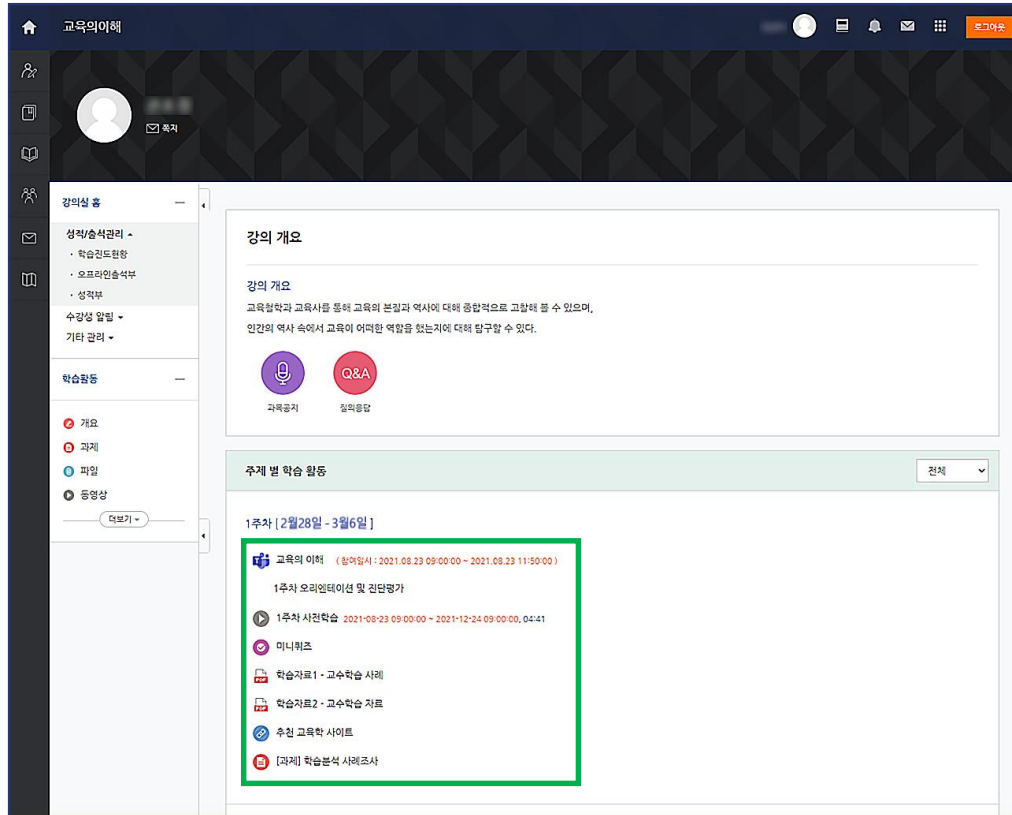 교육의이해
로그아웃
쪽지
강의실 홈
성적/출석관리
· 학습진도현황
· 오프라인출석부
· 성적부
수강생 알림
기타 관리
학습활동
개요
과제
파일
동영상
더보기
강의 개요
강의 개요
교육철학과 교육사를 통해 교육의 본질과 역사에 대해 종합적으로 고찰해 볼 수 있으며,
인간의 역사 속에서 교육이 어떠한 역할을 했는지에 대해 탐구할 수 있다.
Q&A
과목공지
질의응답
주제 별 학습 활동
전체
1주차 [2월28일 - 3월6일]
교육의 이해 (참여일시 : 2021.08.23 09:00:00 ~ 2021.08.23 11:50:00)
1주차 오리엔테이션 및 진단평가
1주차 사전학습 2021-08-23 09:00:00 ~ 2021-12-24 09:00:00, 04:41
미니퀴즈
PDF 학습자료1 - 교수학습 사례
PDF 학습자료2 - 교수학습 자료
추천 교육학 사이트
[과제] 학습분석 사례조사